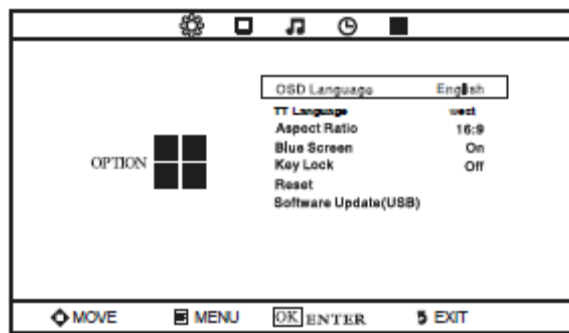 OSD Language English
TT Language west
Aspect Ratio 16:9
Blue Screen On
Key Lock Off
OPTION
Reset
Software Update(USB)
MOVE MENU OK ENTER EXIT